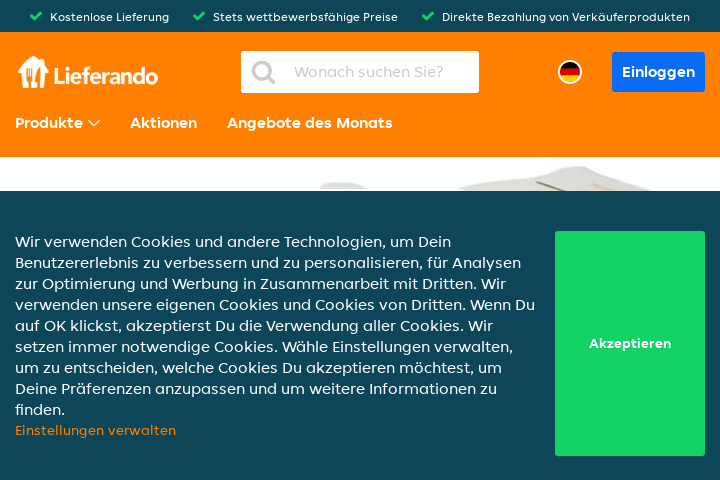 Kostenlose Lieferung Stets wettbewerbsfähige Preise Direkte Bezahlung von Verkäuferprodukten
Lieferando Wonach suchen Sie? Einloggen
Produkte Aktionen Angebote des Monats
Wir verwenden Cookies und andere Technologien, um Dein
Benutzererlebnis zu verbessern und zu personalisieren, für Analysen
zur Optimierung und Werbung in Zusammenarbeit mit Dritten. Wir
verwenden unsere eigenen Cookies und Cookies von Dritten. Wenn Du
auf OK klickst, akzeptierst Du die Verwendung aller Cookies. Wir
setzen immer notwendige Cookies. Wähle Einstellungen verwalten,
um zu entscheiden, welche Cookies Du akzeptieren möchtest, um
Deine Präferenzen anzupassen und um weitere Informationen zu
finden.
Einstellungen verwalten
Akzeptieren